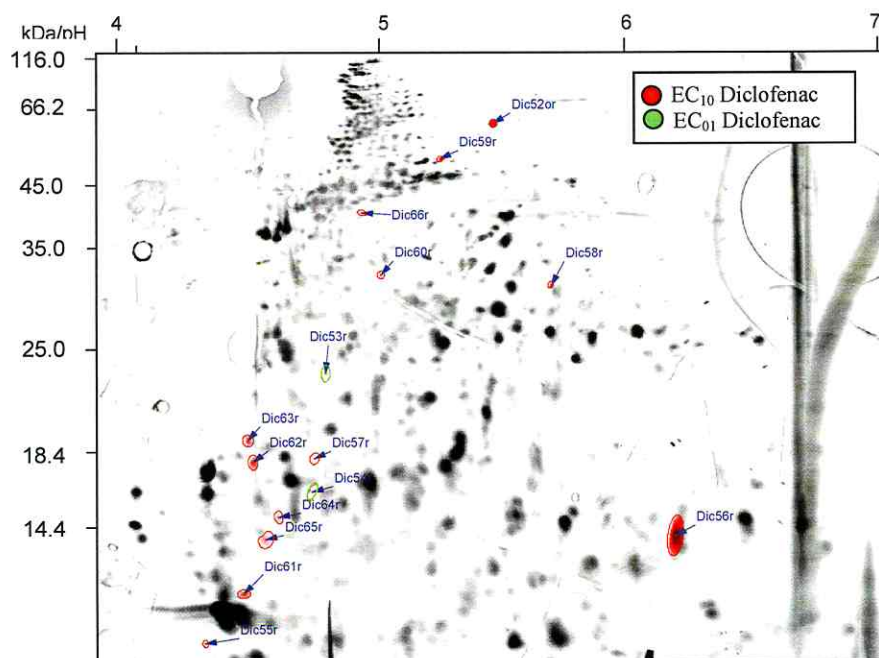 4 5 6 7
kDa/pH
116.0
EC10 Diclofenac
EC01 Diclofenac
66.2
Dic52or
Dic59r
45.0
Dic66r
35.0
Dic60r
Dic58r
Dic53r
25.0
Dic63r
18.4
Dic62r
Dic57r
Dic64r
14.4
Dic65r
Dic56r
Dic61r
Dic55r